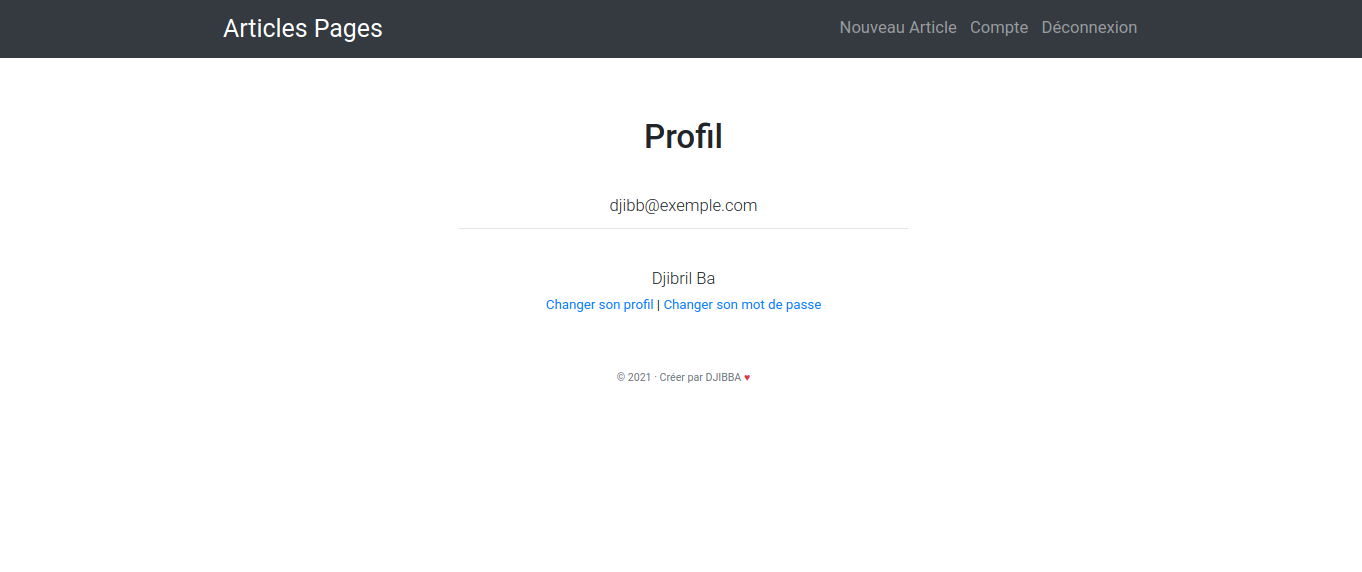 Articles Pages
Nouveau Article Compte Déconnexion
Profil
djibb@exemple.com
Djibril Ba
Changer son profil | Changer son mot de passe
© 2021 · Créer par DJIBBA ♥